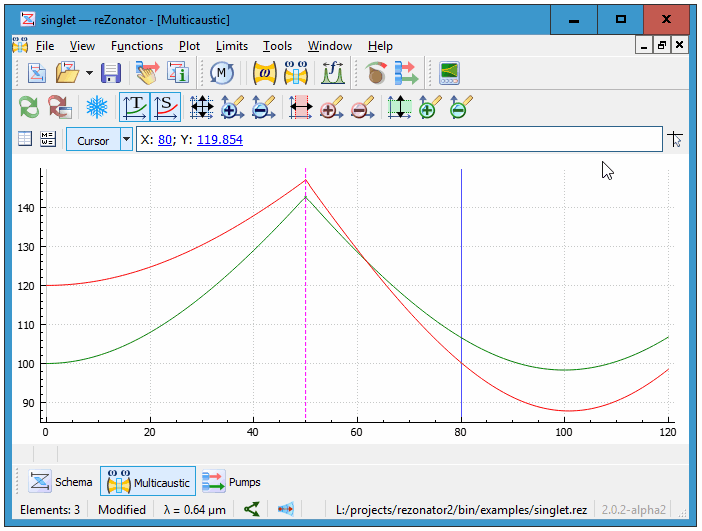 singlet — reZonator - [Multicaustic]
File View Functions Plot Limits Tools Window Help
M ω ω ω f
T S
Cursor X: 80; Y: 119.854
140
130
120
110
100
90
0 20 40 60 80 100 120
Schema ω ω Multicaustic Pumps
Elements: 3 Modified λ = 0.64 µm L:/projects/rezonator2/bin/examples/singlet.rez 2.0.2-alpha2